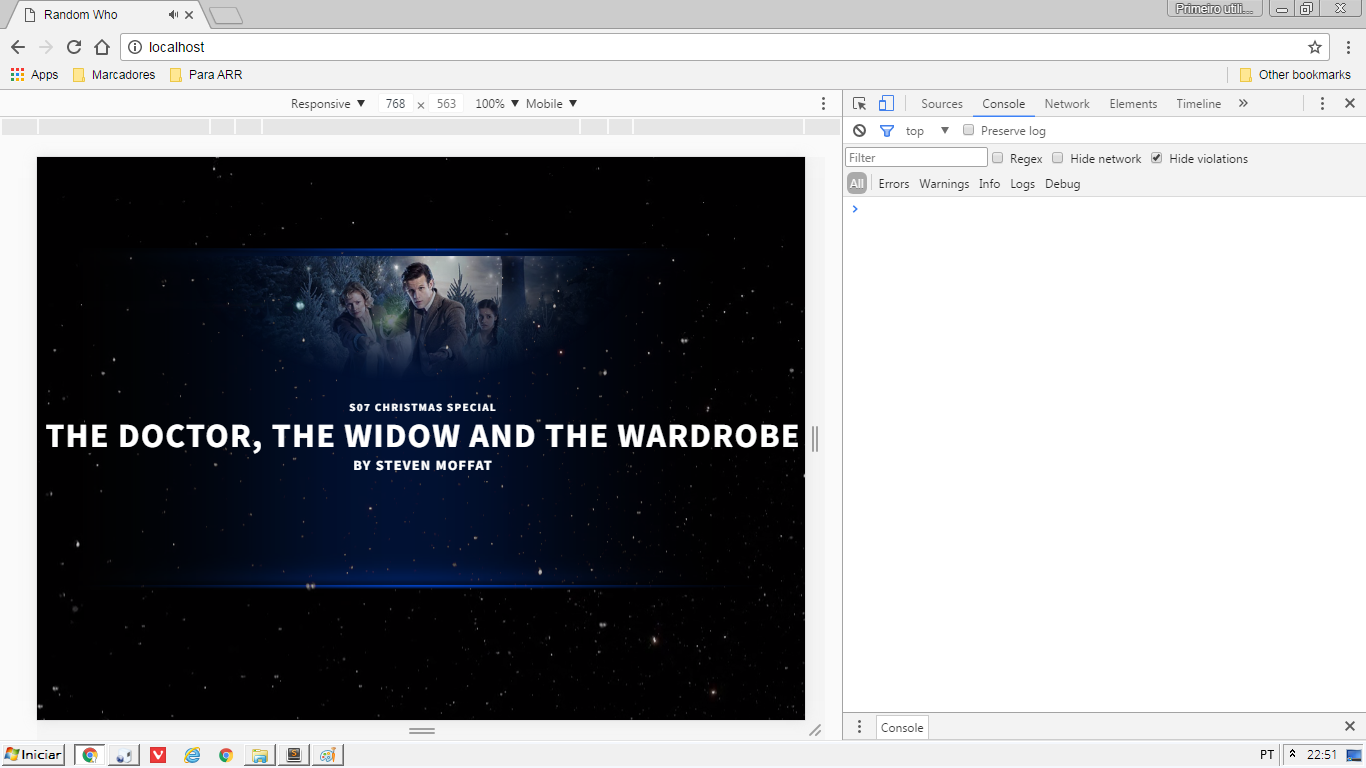 Random Who
Primeiro utili...
localhost
Apps
Marcadores
Para ARR
Other bookmarks
Responsive ▼ 768 × 563 100% ▼ Mobile ▼
Sources Console Network Elements Timeline »
top ▼ Preserve log
Filter Regex Hide network Hide violations
All Errors Warnings Info Logs Debug
S07 CHRISTMAS SPECIAL
THE DOCTOR, THE WIDOW AND THE WARDROBE
BY STEVEN MOFFAT
Console
Iniciar
PT
22:51